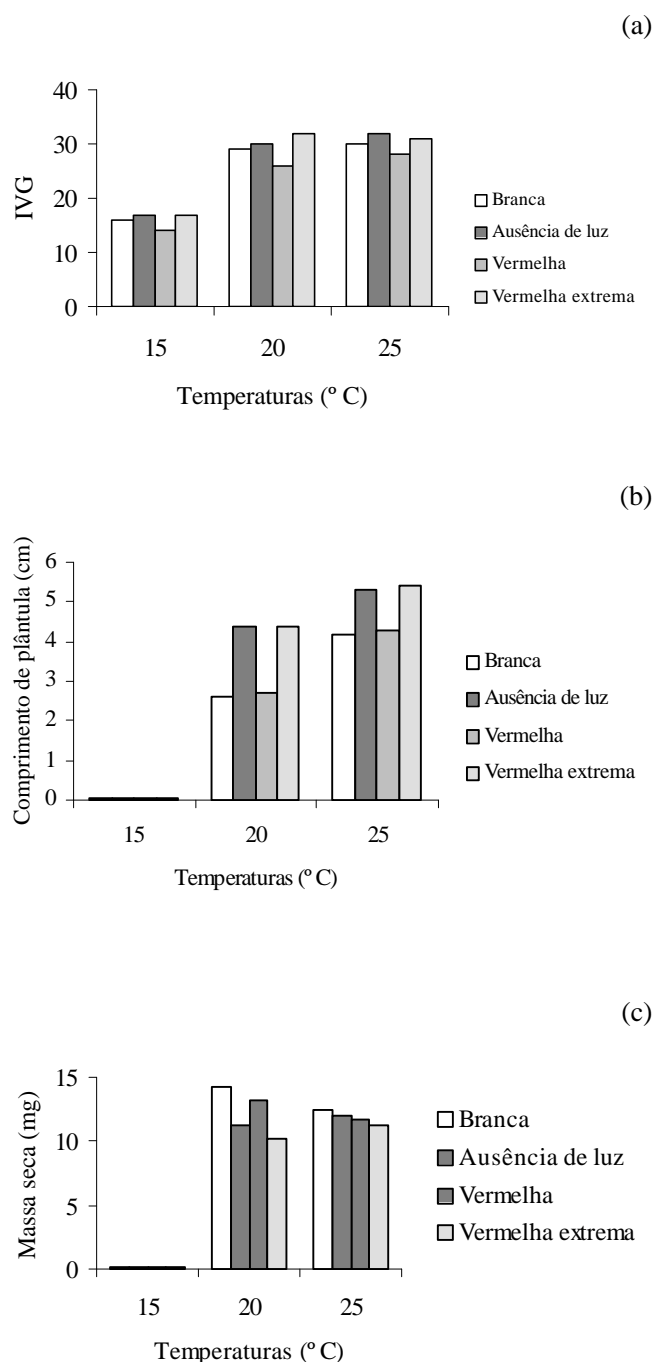 (a)
40
30
20
10
0
IVG
15 20 25
Temperaturas (º C)
Branca
Ausência de luz
Vermelha
Vermelha extrema
(b)
6
5
4
3
2
1
0
Comprimento de plântula (cm)
15 20 25
Temperaturas (º C)
Branca
Ausência de luz
Vermelha
Vermelha extrema
(c)
15
10
5
0
Massa seca (mg)
15 20 25
Temperaturas (º C)
Branca
Ausência de luz
Vermelha
Vermelha extrema